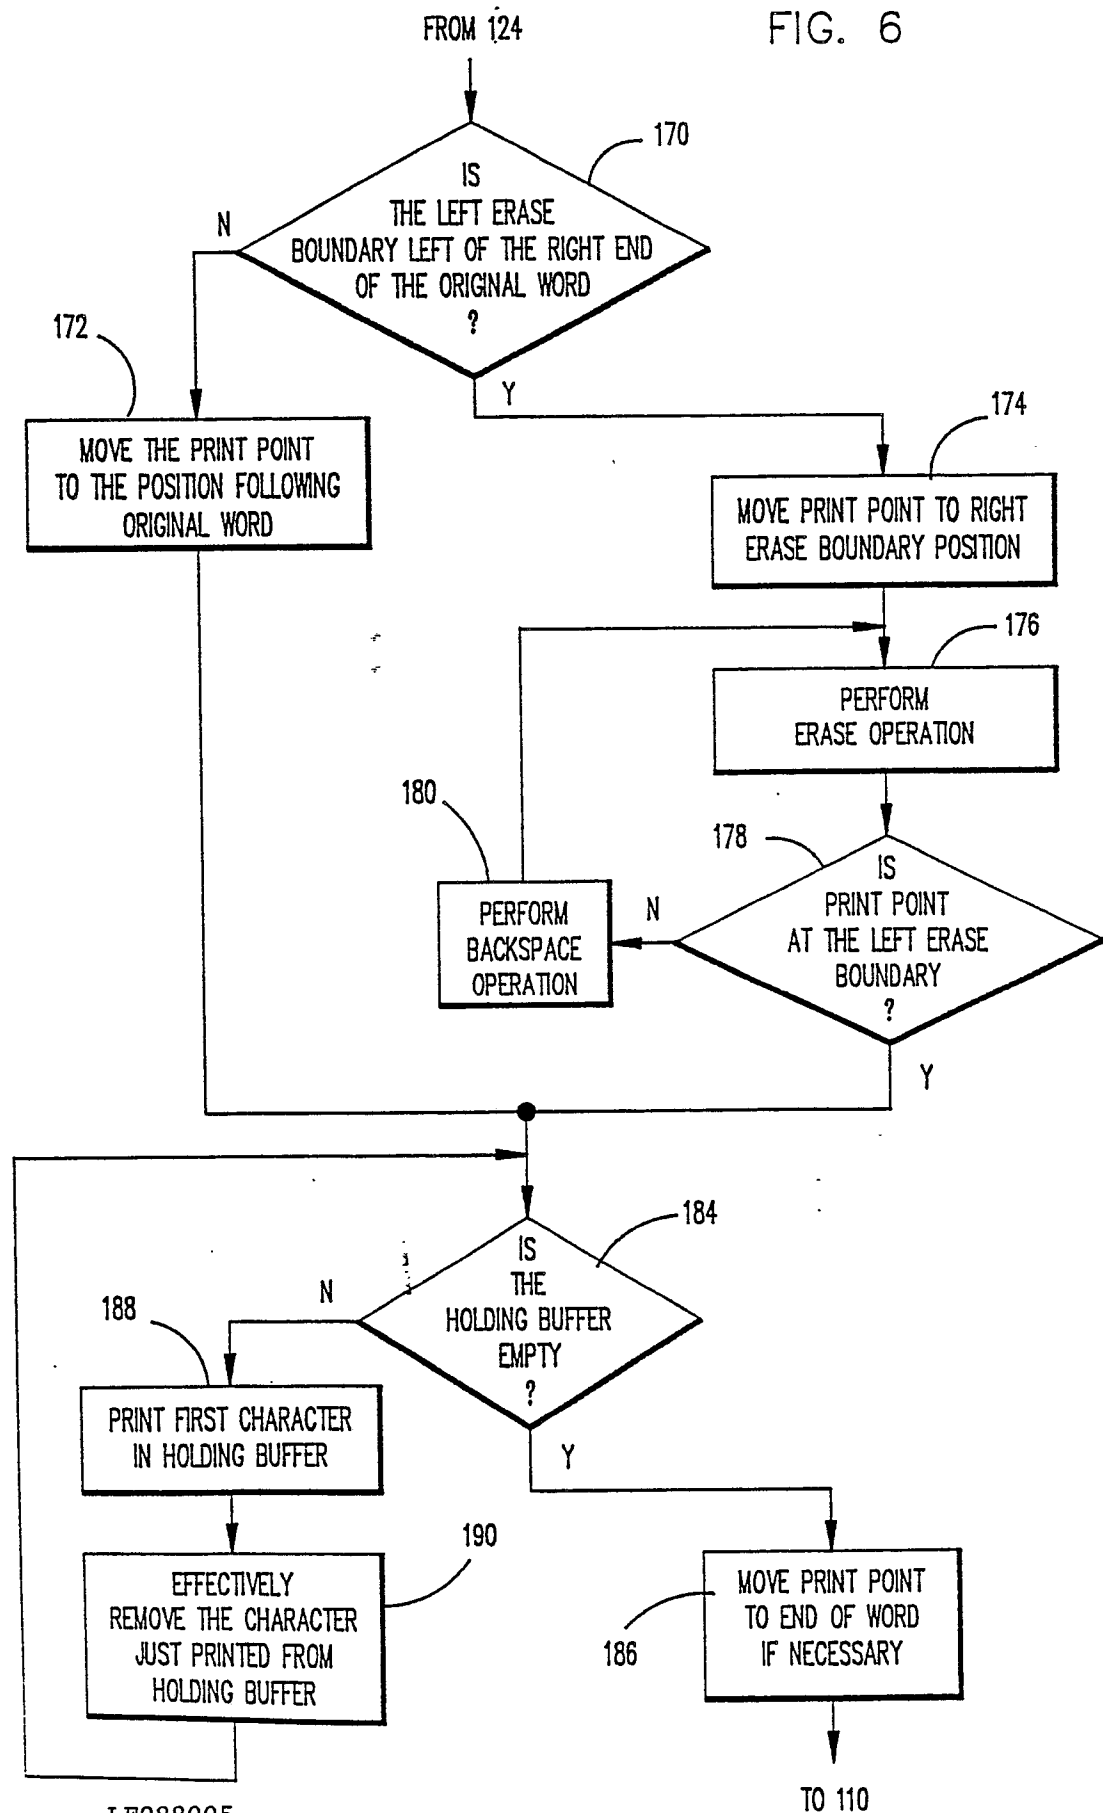 FROM 124
FIG. 6
170
IS
THE LEFT ERASE
BOUNDARY LEFT OF THE RIGHT END
OF THE ORIGINAL WORD
?
N
Y
172
MOVE THE PRINT POINT
TO THE POSITION FOLLOWING
ORIGINAL WORD
174
MOVE PRINT POINT TO RIGHT
ERASE BOUNDARY POSITION
176
PERFORM
ERASE OPERATION
178
IS
PRINT POINT
AT THE LEFT ERASE
BOUNDARY
?
N
Y
180
PERFORM
BACKSPACE
OPERATION
184
IS
THE
HOLDING BUFFER
EMPTY
?
N
Y
188
PRINT FIRST CHARACTER
IN HOLDING BUFFER
190
EFFECTIVELY
REMOVE THE CHARACTER
JUST PRINTED FROM
HOLDING BUFFER
186
MOVE PRINT POINT
TO END OF WORD
IF NECESSARY
TO 110